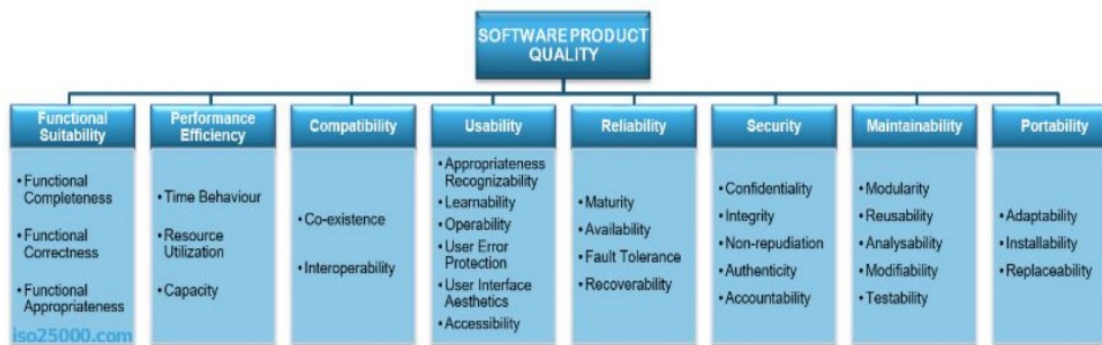 SOFTWARE PRODUCT
QUALITY
Functional
Suitability
• Functional
Completeness
• Functional
Correctness
• Functional
Appropriateness
Performance
Efficiency
• Time Behaviour
• Resource
Utilization
• Capacity
Compatibility
• Co-existence
• Interoperability
Usability
• Appropriateness
Recognizability
• Learnability
• Operability
• User Error
Protection
• User Interface
Aesthetics
• Accessibility
Reliability
• Maturity
• Availability
• Fault Tolerance
• Recoverability
Security
• Confidentiality
• Integrity
• Non-repudiation
• Authenticity
• Accountability
Maintainability
• Modularity
• Reusability
• Analysability
• Modifiability
• Testability
Portability
• Adaptability
• Installability
• Replaceability
iso25000.com